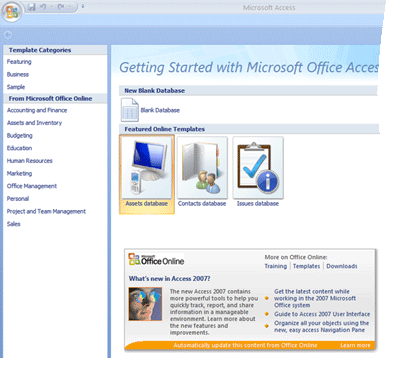 Microsoft Access
Template Categories
Featuring
Business
Sample
From Microsoft Office Online
Accounting and Finance
Assets and Inventory
Budgeting
Education
Human Resources
Marketing
Office Management
Personal
Project and Team Management
Sales
Getting Started with Microsoft Office Acce
New Blank Database
Blank Database
Featured Online Templates
Assets database
Contacts database
Issues database
Microsoft
Office Online
More on Office Online:
Training | Templates | Downloads
What's new in Access 2007?
The new Access 2007 contains
more powerful tools to help you
quickly track, report, and share
information in a manageable
environment. Learn more about
the new features and
improvements.
Get the latest content while
working in the 2007 Microsoft
Office system
Guide to Access 2007 User Interface
Organize all your objects using the
new, easy access Navigation Pane
Automatically update this content from Office Online
Learn more